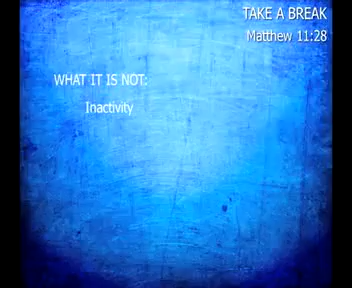 TAKE A BREAK
Matthew 11:28
WHAT IT IS NOT:
Inactivity